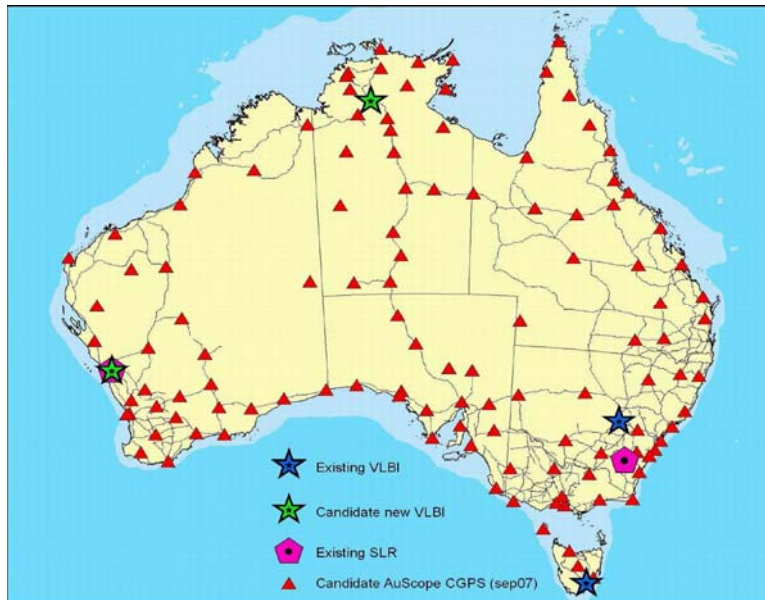 Existing VLBI
Candidate new VLBI
Existing SLR
Candidate AuScope CGPS (sep07)